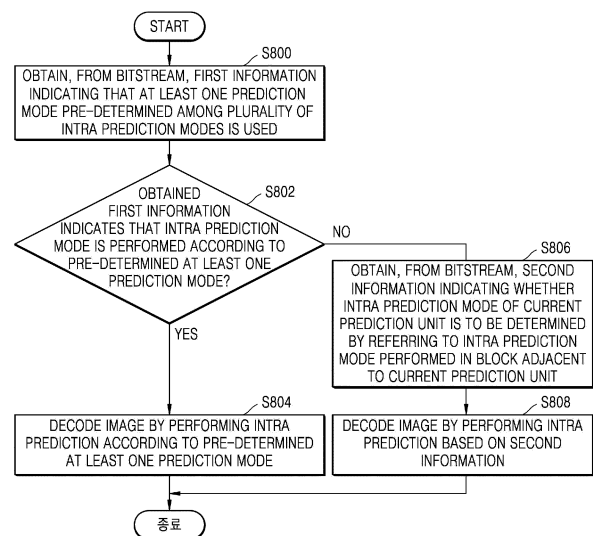 START
S800
OBTAIN, FROM BITSTREAM, FIRST INFORMATION
INDICATING THAT AT LEAST ONE PREDICTION
MODE PRE-DETERMINED AMONG PLURALITY OF
INTRA PREDICTION MODES IS USED
S802
OBTAINED
FIRST INFORMATION
INDICATES THAT INTRA PREDICTION
MODE IS PERFORMED ACCORDING TO
PRE-DETERMINED AT LEAST ONE
PREDICTION MODE?
NO
YES
S806
OBTAIN, FROM BITSTREAM, SECOND
INFORMATION INDICATING WHETHER
INTRA PREDICTION MODE OF CURRENT
PREDICTION UNIT IS TO BE DETERMINED
BY REFERRING TO INTRA PREDICTION
MODE PERFORMED IN BLOCK ADJACENT
TO CURRENT PREDICTION UNIT
S804
DECODE IMAGE BY PERFORMING INTRA
PREDICTION ACCORDING TO PRE-DETERMINED
AT LEAST ONE PREDICTION MODE
S808
DECODE IMAGE BY PERFORMING INTRA
PREDICTION BASED ON SECOND
INFORMATION
종료